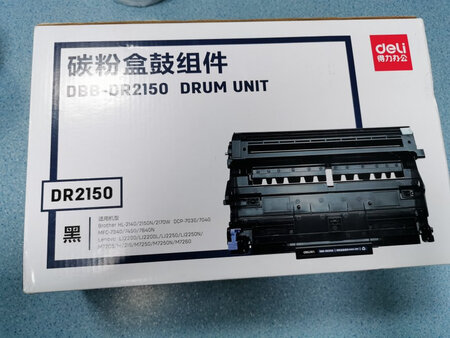 deli
得力办公
碳粉盒鼓组件
DBB-DR2150 DRUM UNIT
DR2150
黑
适用机型
Brother HL-2140/2150N/2170W DCP-7030/7040
MFC-7340/7450/7840N
Lenovo: LJ2200/LJ2200L/LJ2250/LJ2250N/
M7205/M7215/M7250/M7250N/M7260